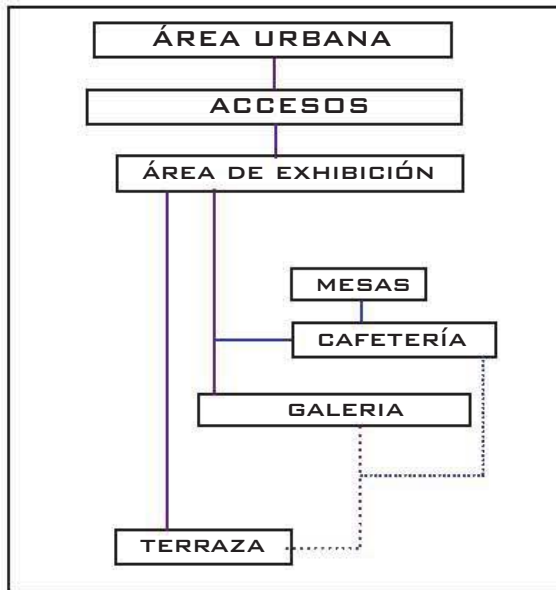 ÁREA URBANA
ACCESOS
ÁREA DE EXHIBICIÓN
MESAS
CAFETERÍA
GALERIA
TERRAZA